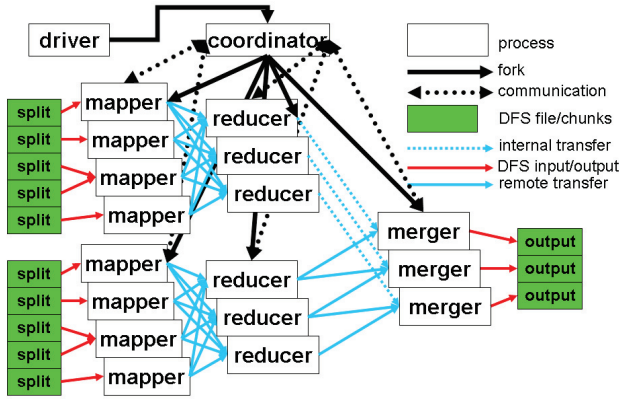 driver
coordinator
process
fork
communication
DFS file/chunks
internal transfer
DFS input/output
remote transfer
split
split
split
split
split
mapper
mapper
mapper
mapper
reducer
reducer
reducer
split
split
split
split
split
mapper
mapper
mapper
mapper
reducer
reducer
reducer
merger
merger
merger
output
output
output